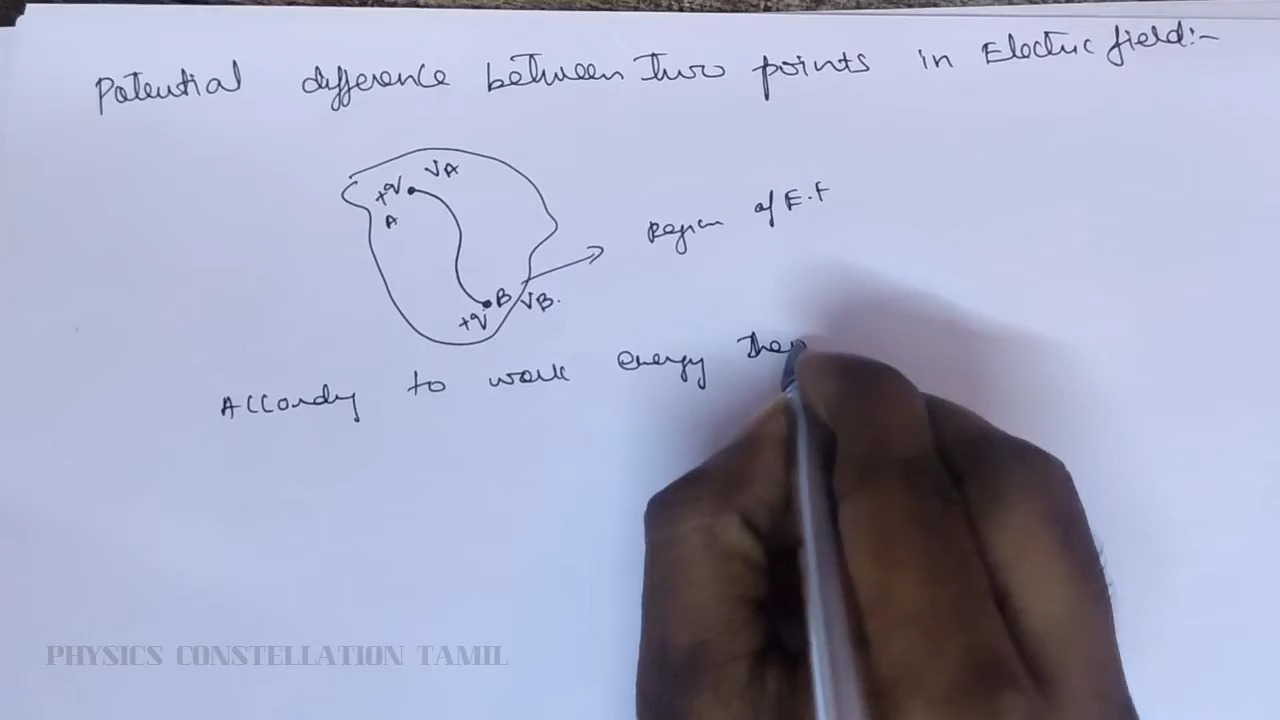 Potential difference between Two points in Electric field:-
+q VA
A
Region of E.F
B VB.
+q
According to work energy Theo
PHYSICS CONSTELLATION TAMIL